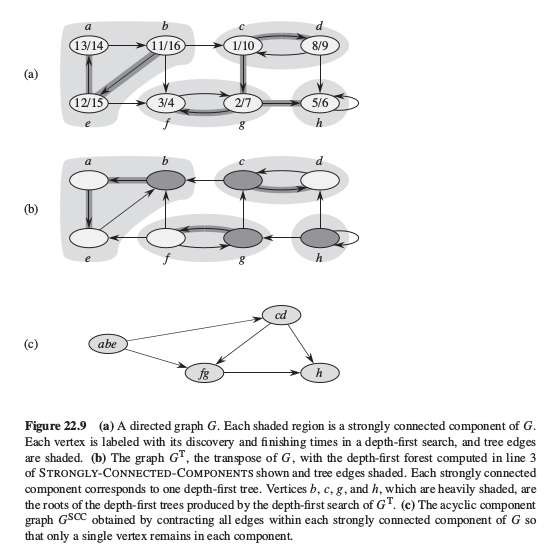 a b c d
13/14 11/16 1/10 8/9
(a)
12/15 3/4 2/7 5/6
e f g h
a b c d
(b)
e f g h
cd
(c) abe
fg h
Figure 22.9 (a) A directed graph G. Each shaded region is a strongly connected component of G.
Each vertex is labeled with its discovery and finishing times in a depth-first search, and tree edges
are shaded. (b) The graph Gᵀ, the transpose of G, with the depth-first forest computed in line 3
of STRONGLY-CONNECTED-COMPONENTS shown and tree edges shaded. Each strongly connected
component corresponds to one depth-first tree. Vertices b, c, g, and h, which are heavily shaded, are
the roots of the depth-first trees produced by the depth-first search of Gᵀ. (c) The acyclic component
graph Gˢᶜᶜ obtained by contracting all edges within each strongly connected component of G so
that only a single vertex remains in each component.